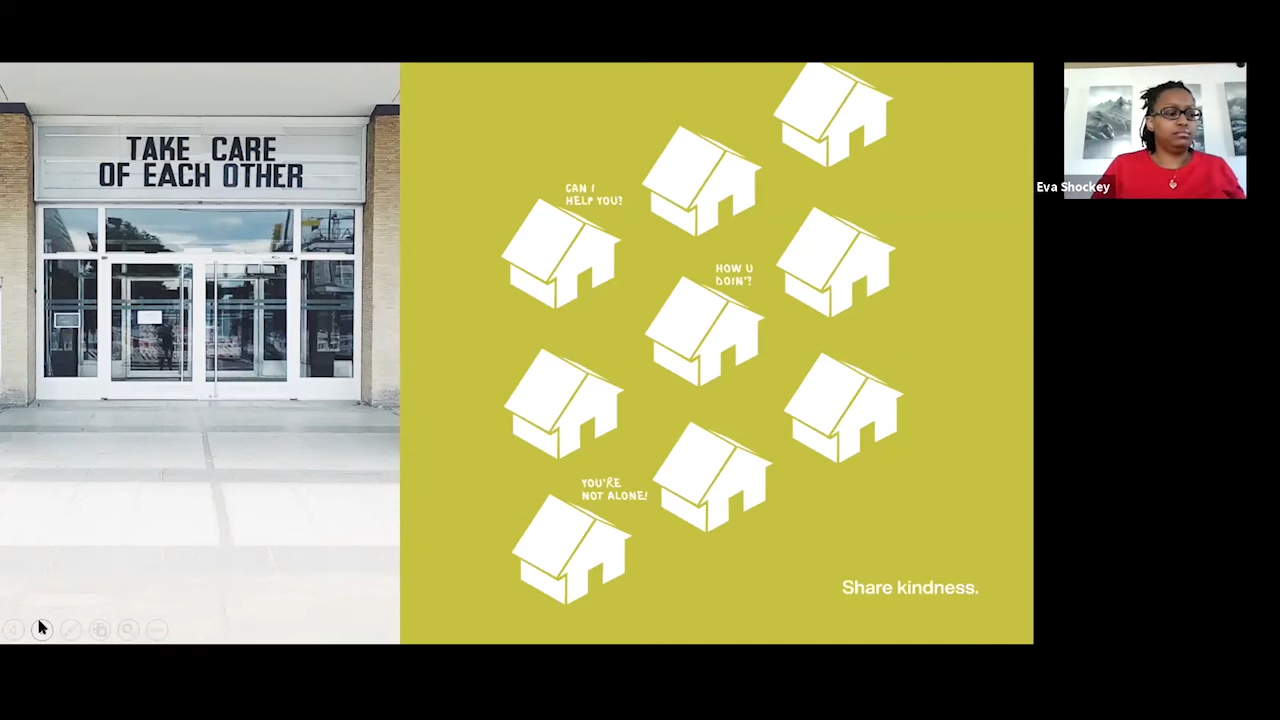 TAKE CARE
OF EACH OTHER
CAN I
HELP YOU?
HOW U
DOIN'?
YOU'RE
NOT ALONE!
Share kindness.
Eva Shockey